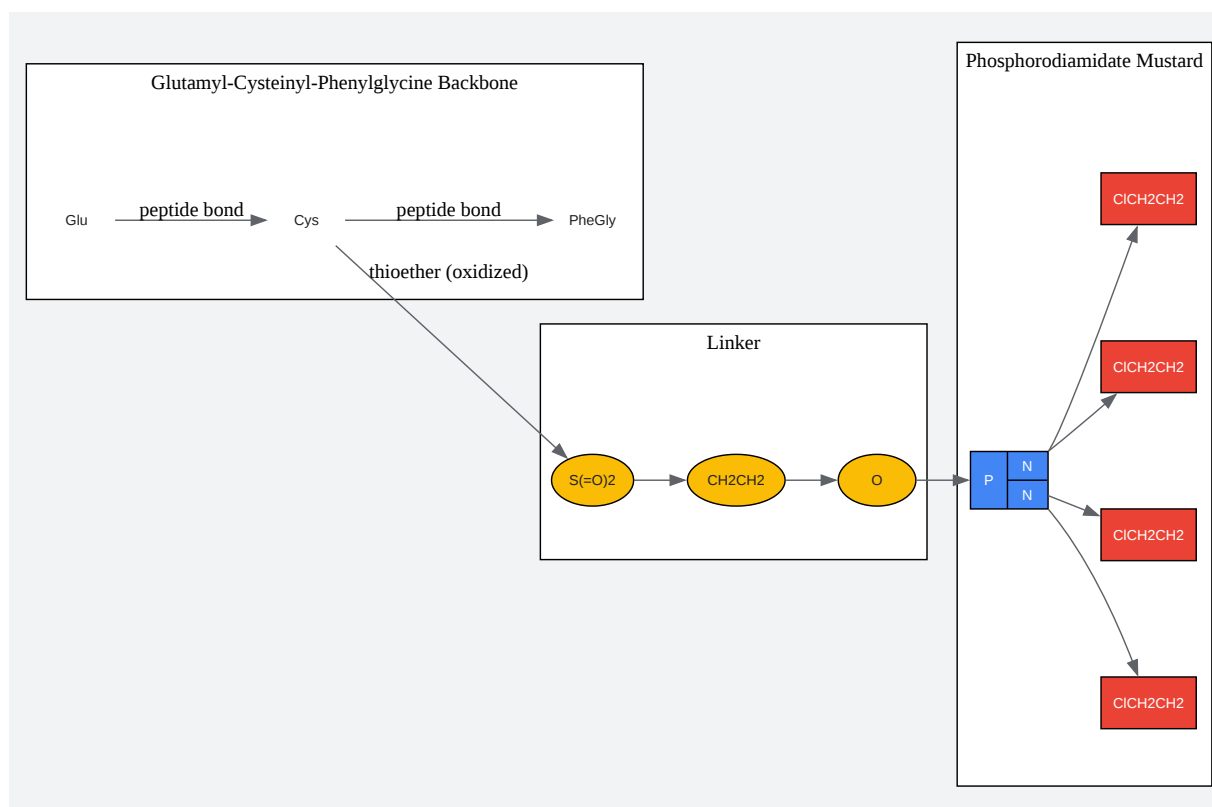 Glutamyl-Cysteinyl-Phenylglycine Backbone
Glu
peptide bond
Cys
peptide bond
PheGly
thioether (oxidized)
Linker
S(=O)2
CH2CH2
O
Phosphorodiamidate Mustard
P
N
N
ClCH2CH2
ClCH2CH2
ClCH2CH2
ClCH2CH2